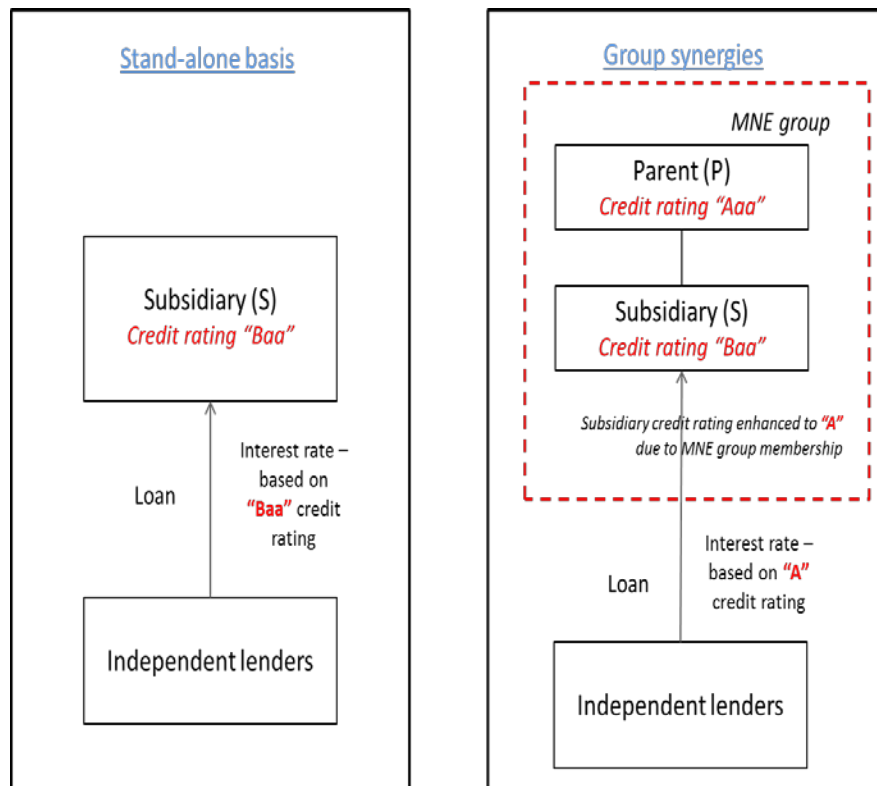 Stand-alone basis
Subsidiary (S)
Credit rating “Baa”
Interest rate –
based on
“Baa” credit
rating
Loan
Independent lenders
Group synergies
MNE group
Parent (P)
Credit rating “Aaa”
Subsidiary (S)
Credit rating “Baa”
Subsidiary credit rating enhanced to “A”
due to MNE group membership
Interest rate –
based on “A”
credit rating
Loan
Independent lenders